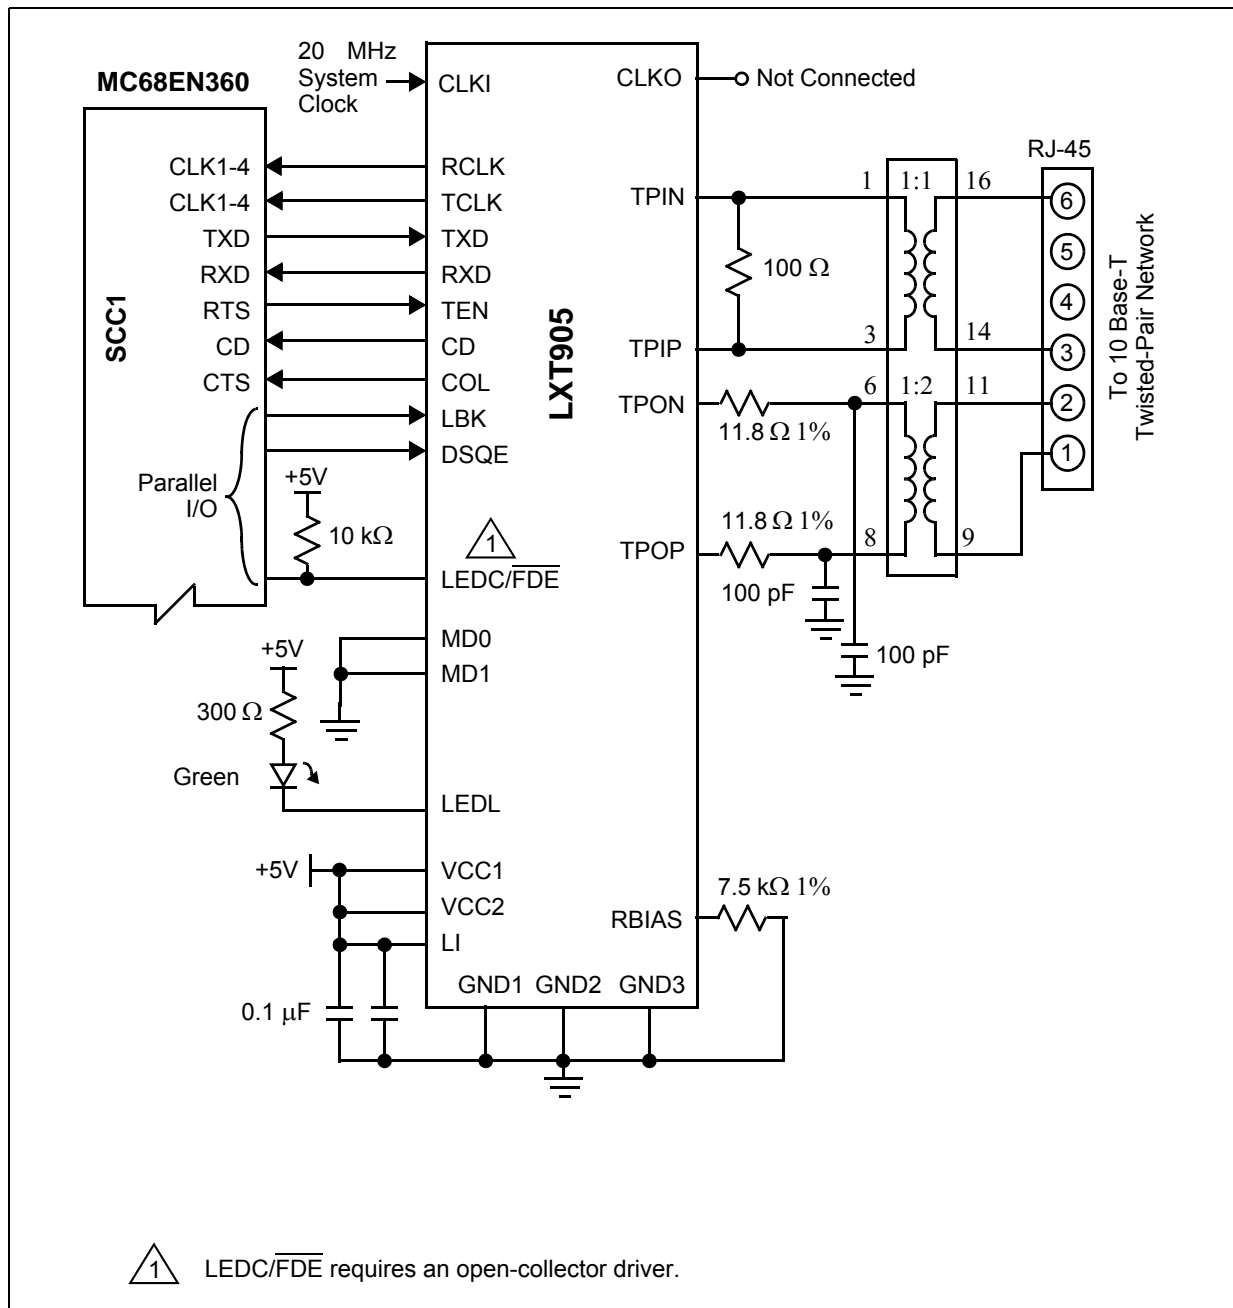 20 MHz
System
Clock
MC68EN360
CLKI
CLKO
Not Connected
RJ-45
CLK1-4
RCLK
CLK1-4
TCLK
TXD
TXD
RXD
RXD
RTS
TEN
CD
CD
CTS
COL
LBK
DSQE
SCC1
Parallel
I/O
+5V
10 kΩ
1
LEDC/FDE
MD0
MD1
+5V
300 Ω
Green
LEDL
+5V
VCC1
VCC2
LI
0.1 μF
GND1 GND2 GND3
LXT905
TPIN
1
1:1
16
6
5
4
3
2
1
100 Ω
TPIP
3
14
TPON
11.8 Ω 1%
6
1:2
11
TPOP
11.8 Ω 1%
8
9
100 pF
100 pF
RBIAS
7.5 kΩ 1%
To 10 Base-T
Twisted-Pair Network
1 LEDC/FDE requires an open-collector driver.